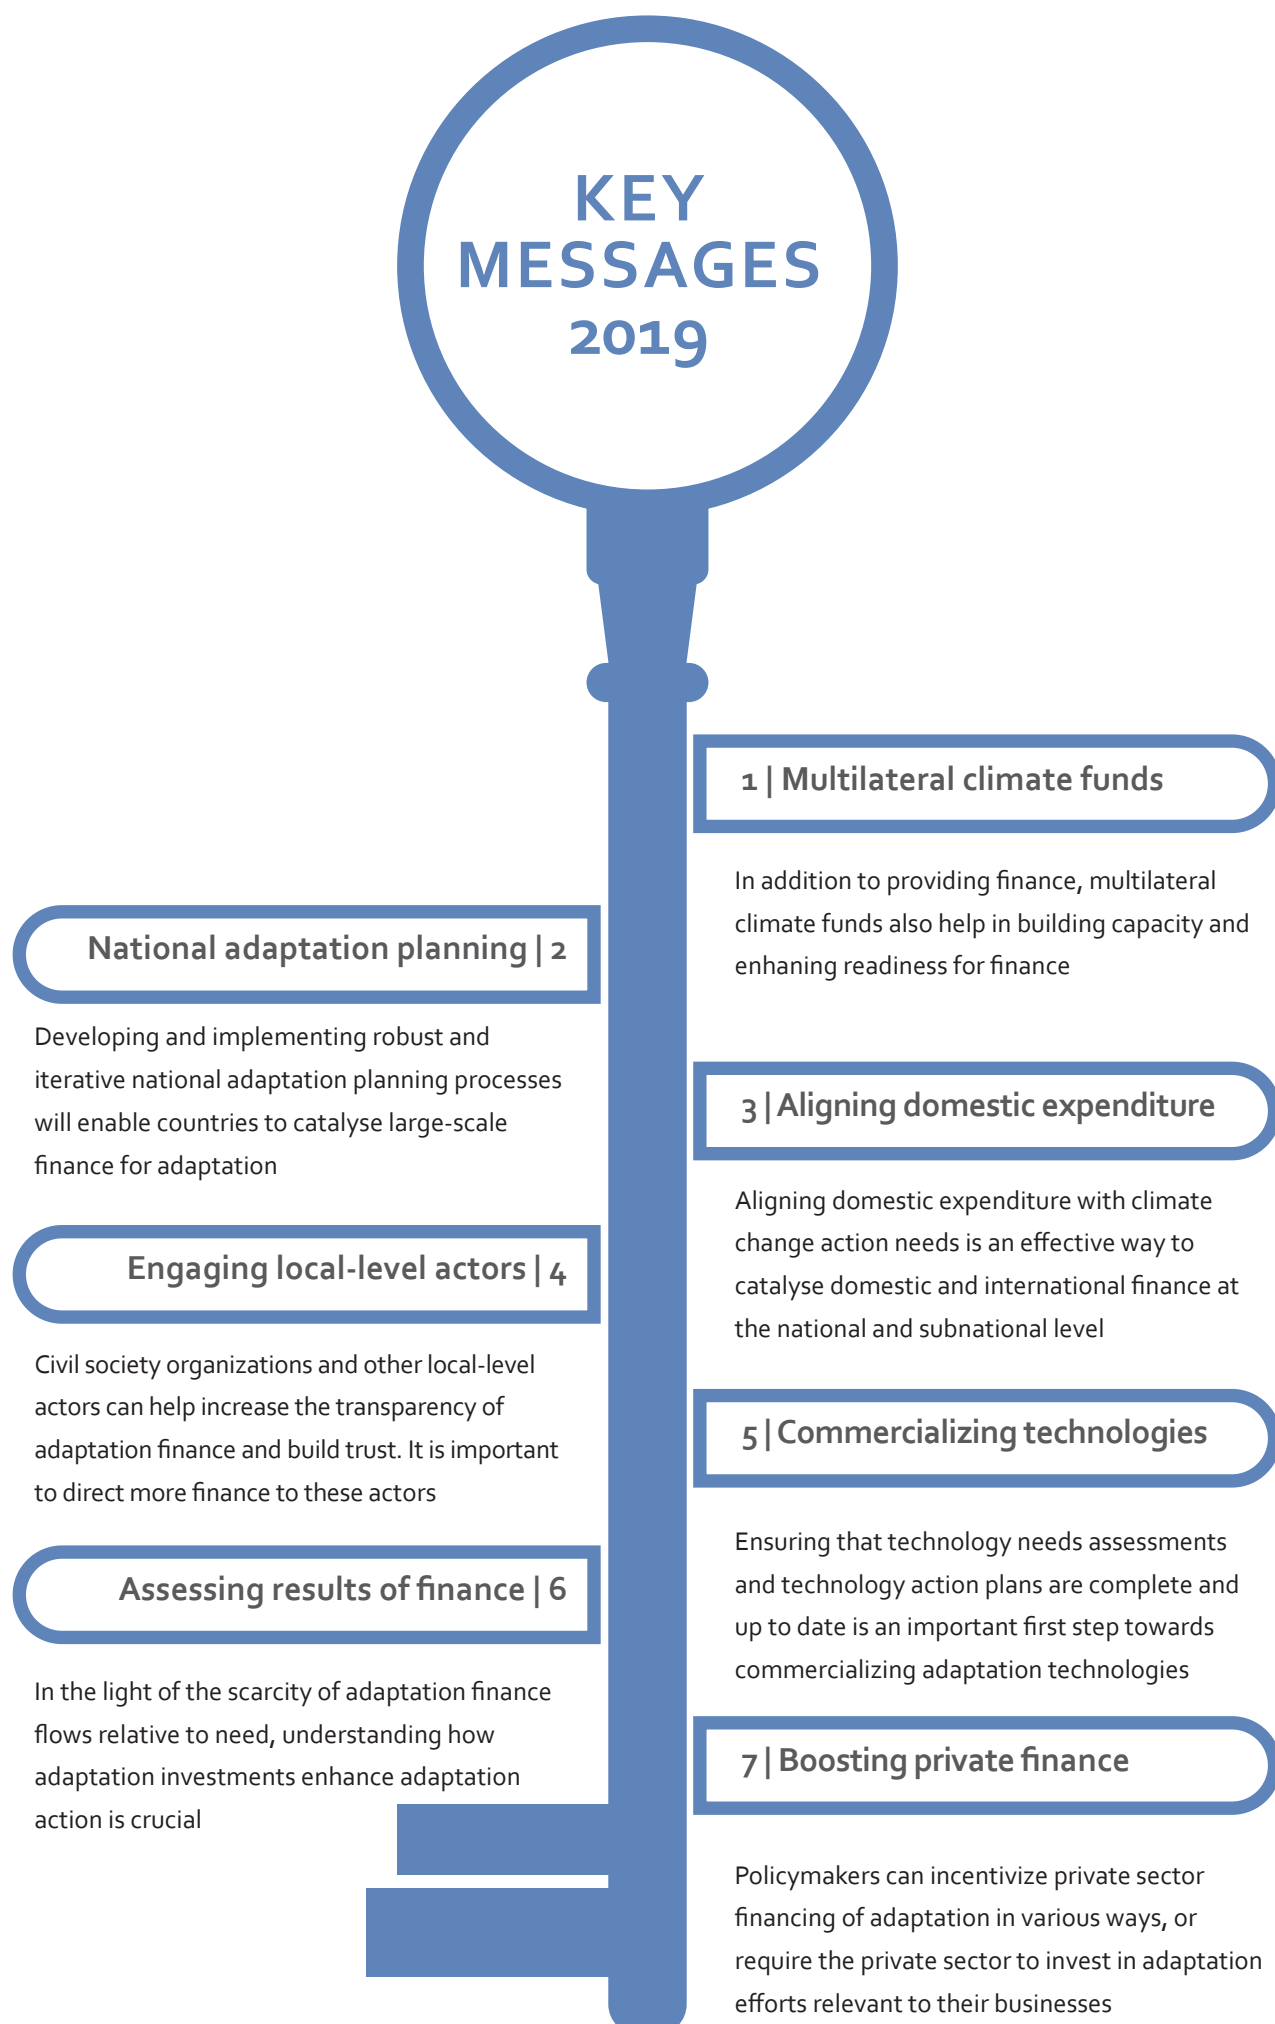 KEY
MESSAGES
2019
1 | Multilateral climate funds
In addition to providing finance, multilateral
climate funds also help in building capacity and
enhaning readiness for finance
National adaptation planning | 2
Developing and implementing robust and
iterative national adaptation planning processes
will enable countries to catalyse large-scale
finance for adaptation
3 | Aligning domestic expenditure
Aligning domestic expenditure with climate
change action needs is an effective way to
catalyse domestic and international finance at
the national and subnational level
Engaging local-level actors | 4
Civil society organizations and other local-level
actors can help increase the transparency of
adaptation finance and build trust. It is important
to direct more finance to these actors
5 | Commercializing technologies
Ensuring that technology needs assessments
and technology action plans are complete and
up to date is an important first step towards
commercializing adaptation technologies
Assessing results of finance | 6
In the light of the scarcity of adaptation finance
flows relative to need, understanding how
adaptation investments enhance adaptation
action is crucial
7 | Boosting private finance
Policymakers can incentivize private sector
financing of adaptation in various ways, or
require the private sector to invest in adaptation
efforts relevant to their businesses